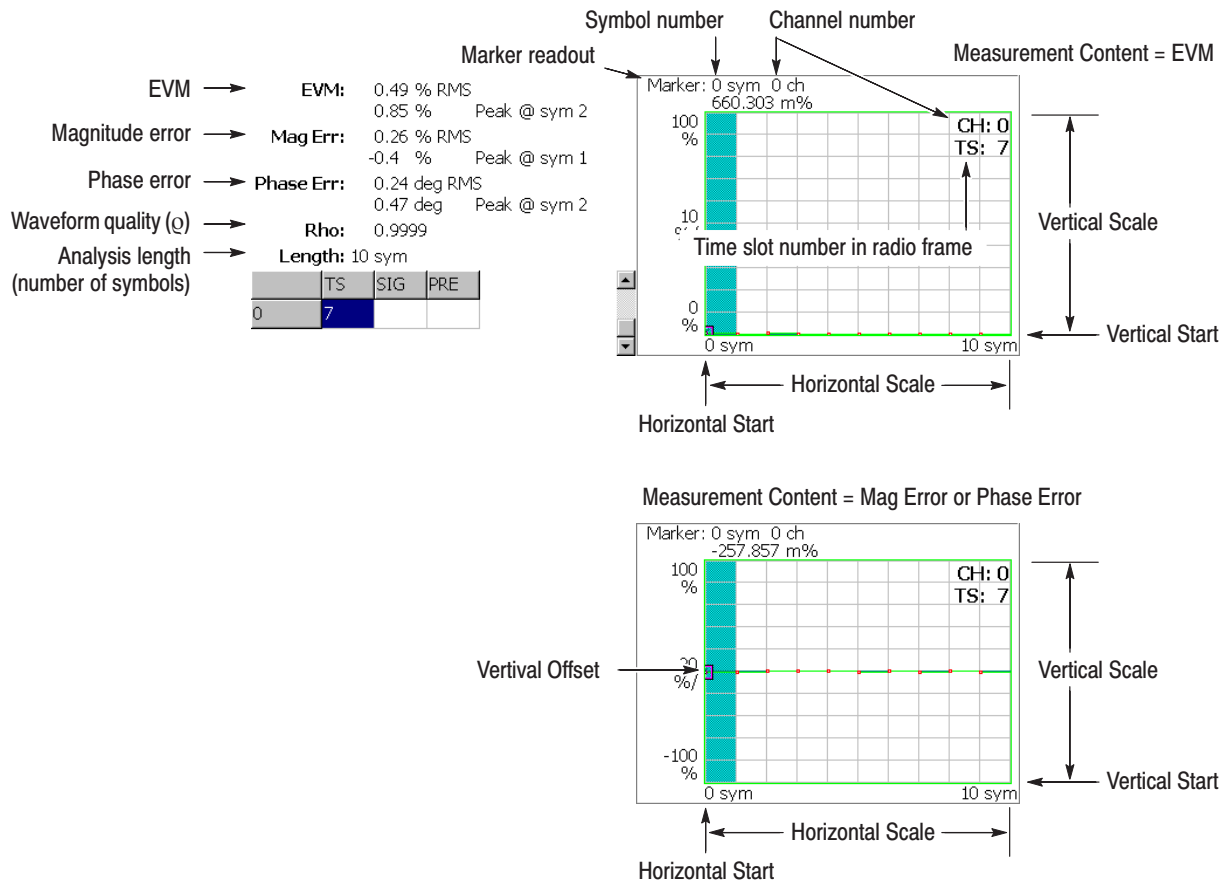 Symbol number
Channel number
Marker readout
Measurement Content = EVM
EVM
EVM: 0.49 % RMS
0.85 % Peak @ sym 2
Magnitude error
Mag Err: 0.26 % RMS
-0.4 % Peak @ sym 1
Phase error
Phase Err: 0.24 deg RMS
0.47 deg Peak @ sym 2
Waveform quality (ρ)
Rho: 0.9999
Analysis length
(number of symbols)
Length: 10 sym
TS SIG PRE
0 7
Marker: 0 sym 0 ch
660.303 m%
100
%
CH: 0
TS: 7
10
Time slot number in radio frame
0
%
0 sym 10 sym
Vertical Scale
Vertical Start
Horizontal Scale
Horizontal Start
Measurement Content = Mag Error or Phase Error
Marker: 0 sym 0 ch
-257.857 m%
100
%
CH: 0
TS: 7
Vertival Offset
20
%/
-100
%
0 sym 10 sym
Vertical Scale
Vertical Start
Horizontal Scale
Horizontal Start